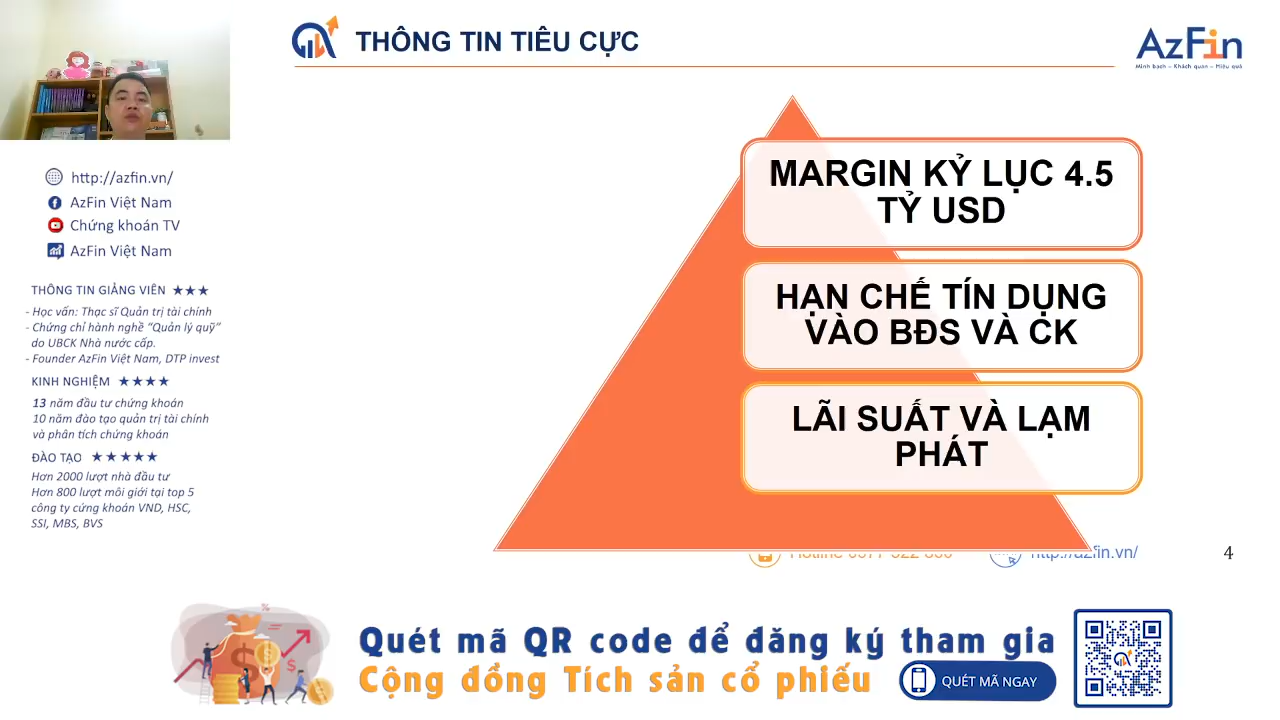 THÔNG TIN TIÊU CỰC
AzFin
Minh bạch – Khách quan – Hiệu quả
MARGIN KỶ LỤC 4.5
TỶ USD
HẠN CHẾ TÍN DỤNG
VÀO BĐS VÀ CK
LÃI SUẤT VÀ LẠM
PHÁT
http://azfin.vn/
AzFin Việt Nam
Chứng khoán TV
AzFin Việt Nam
THÔNG TIN GIẢNG VIÊN ★★★
- Học vấn: Thạc sĩ Quản trị tài chính
- Chứng chỉ hành nghề “Quản lý quỹ”
do UBCK Nhà nước cấp.
- Founder AzFin Việt Nam, DTP invest
KINH NGHIỆM ★★★★
13 năm đầu tư chứng khoán
10 năm đào tạo quản trị tài chính
và phân tích chứng khoán
ĐÀO TẠO ★★★★★
Hơn 2000 lượt nhà đầu tư
Hơn 800 lượt môi giới tại top 5
công ty cứng khoán VND, HSC,
SSI, MBS, BVS
http://azfin.vn/
4
Quét mã QR code để đăng ký tham gia
Cộng đồng Tích sản cổ phiếu
QUÉT MÃ NGAY